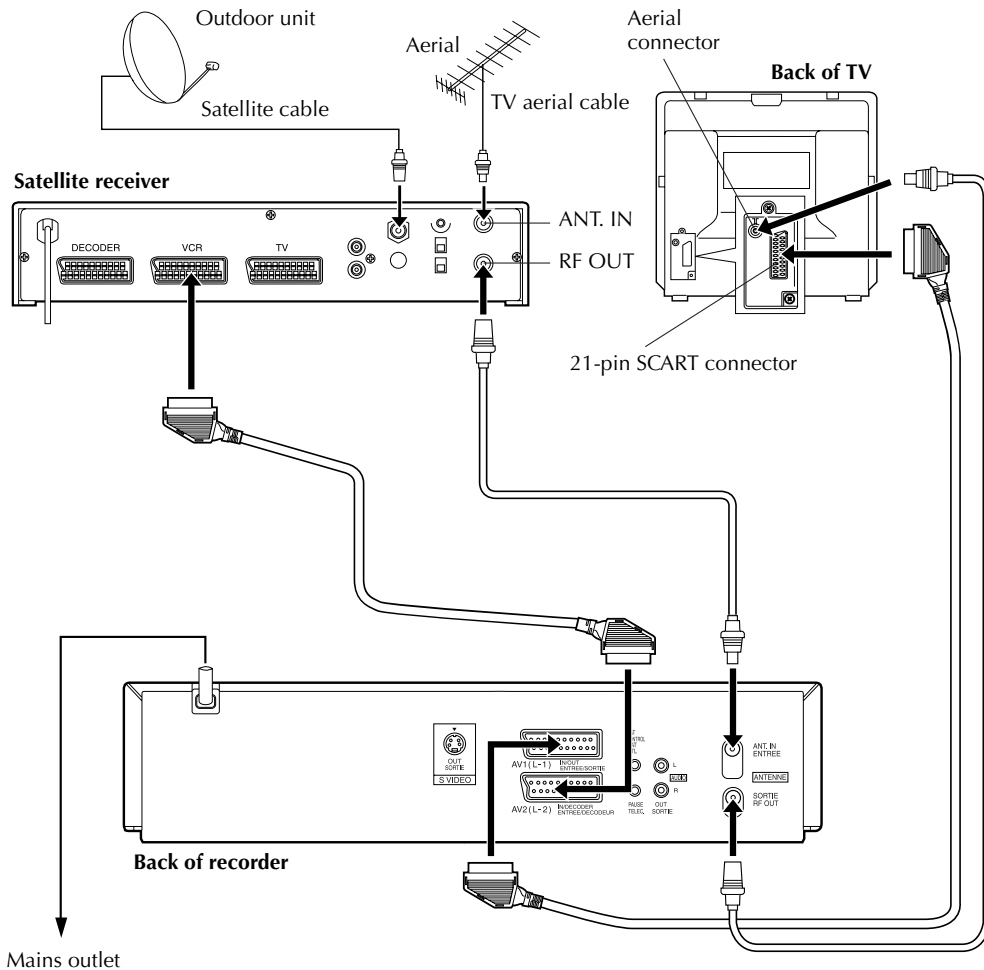 Outdoor unit
Aerial
Aerial
connector
Back of TV
Satellite cable
TV aerial cable
Satellite receiver
ANT. IN
DECODER
VCR
TV
RF OUT
21-pin SCART connector
OUT
SORTIE
S VIDEO
AV1 (L-1)
IN/OUT
ENTREE/SORTIE
AV2 (L-2)
IN/DECODER
ENTREE/DECODEUR
PAUSE
TELEC.
L
R
OUT
SORTIE
ANT. IN
ENTREE
ANTENNE
SORTIE
RF OUT
Back of recorder
Mains outlet